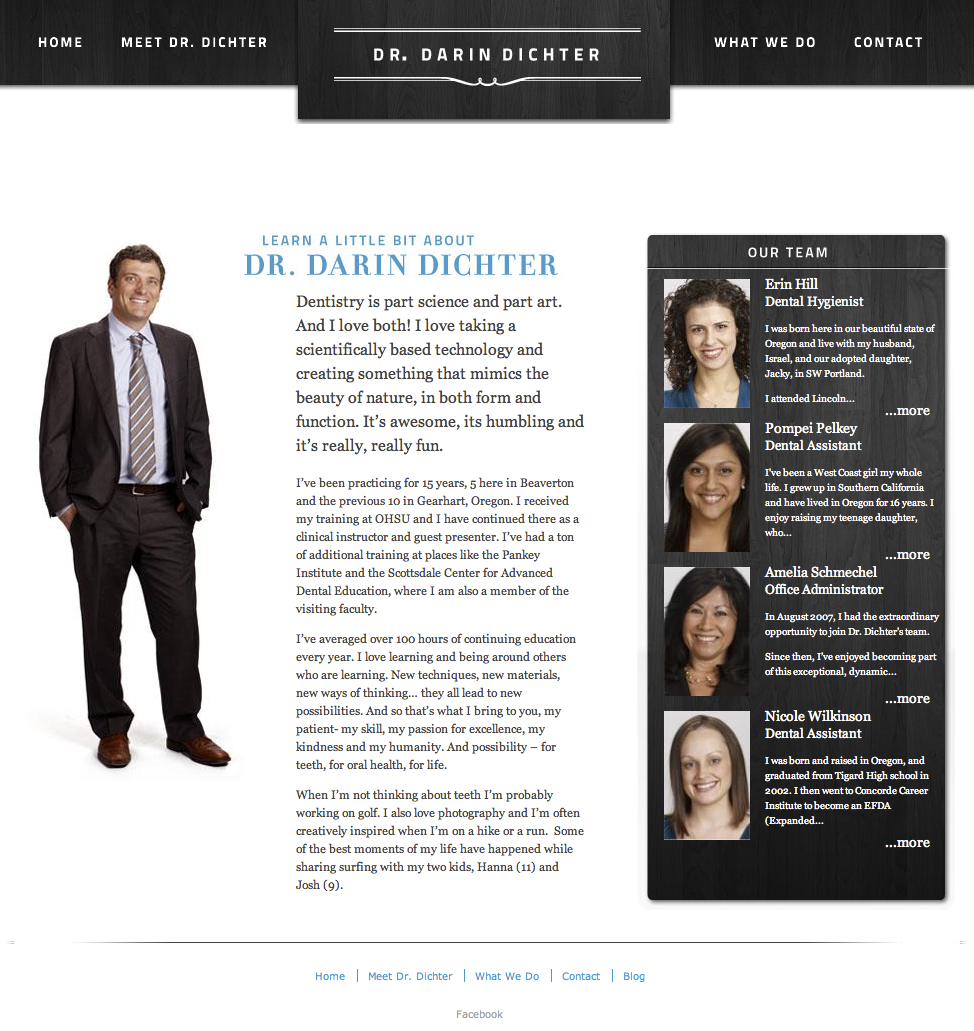 HOME
MEET DR. DICHTER
DR. DARIN DICHTER
WHAT WE DO
CONTACT
LEARN A LITTLE BIT ABOUT
DR. DARIN DICHTER
Dentistry is part science and part art.
And I love both! I love taking a
scientifically based technology and
creating something that mimics the
beauty of nature, in both form and
function. It's awesome, its humbling and
it's really, really fun.
I've been practicing for 15 years, 5 here in Beaverton
and the previous 10 in Gearhart, Oregon. I received
my training at OHSU and I have continued there as a
clinical instructor and guest presenter. I've had a ton
of additional training at places like the Pankey
Institute and the Scottsdale Center for Advanced
Dental Education, where I am also a member of the
visiting faculty.
I've averaged over 100 hours of continuing education
every year. I love learning and being around others
who are learning. New techniques, new materials,
new ways of thinking... they all lead to new
possibilities. And so that's what I bring to you, my
patient- my skill, my passion for excellence, my
kindness and my humanity. And possibility – for
teeth, for oral health, for life.
When I'm not thinking about teeth I'm probably
working on golf. I also love photography and I'm often
creatively inspired when I'm on a hike or a run.  Some
of the best moments of my life have happened while
sharing surfing with my two kids, Hanna (11) and
Josh (9).
OUR TEAM
Erin Hill
Dental Hygienist
I was born here in our beautiful state of
Oregon and live with my husband,
Israel, and our adopted daughter,
Jacky, in SW Portland.
I attended Lincoln...
...more
Pompei Pelkey
Dental Assistant
I've been a West Coast girl my whole
life. I grew up in Southern California
and have lived in Oregon for 16 years. I
enjoy raising my teenage daughter,
who...
...more
Amelia Schmechel
Office Administrator
In August 2007, I had the extraordinary
opportunity to join Dr. Dichter's team.
Since then, I've enjoyed becoming part
of this exceptional, dynamic...
...more
Nicole Wilkinson
Dental Assistant
I was born and raised in Oregon, and
graduated from Tigard High school in
2002. I then went to Concorde Career
Institute to become an EFDA
(Expanded...
...more
Home
Meet Dr. Dichter
What We Do
Contact
Blog
Facebook